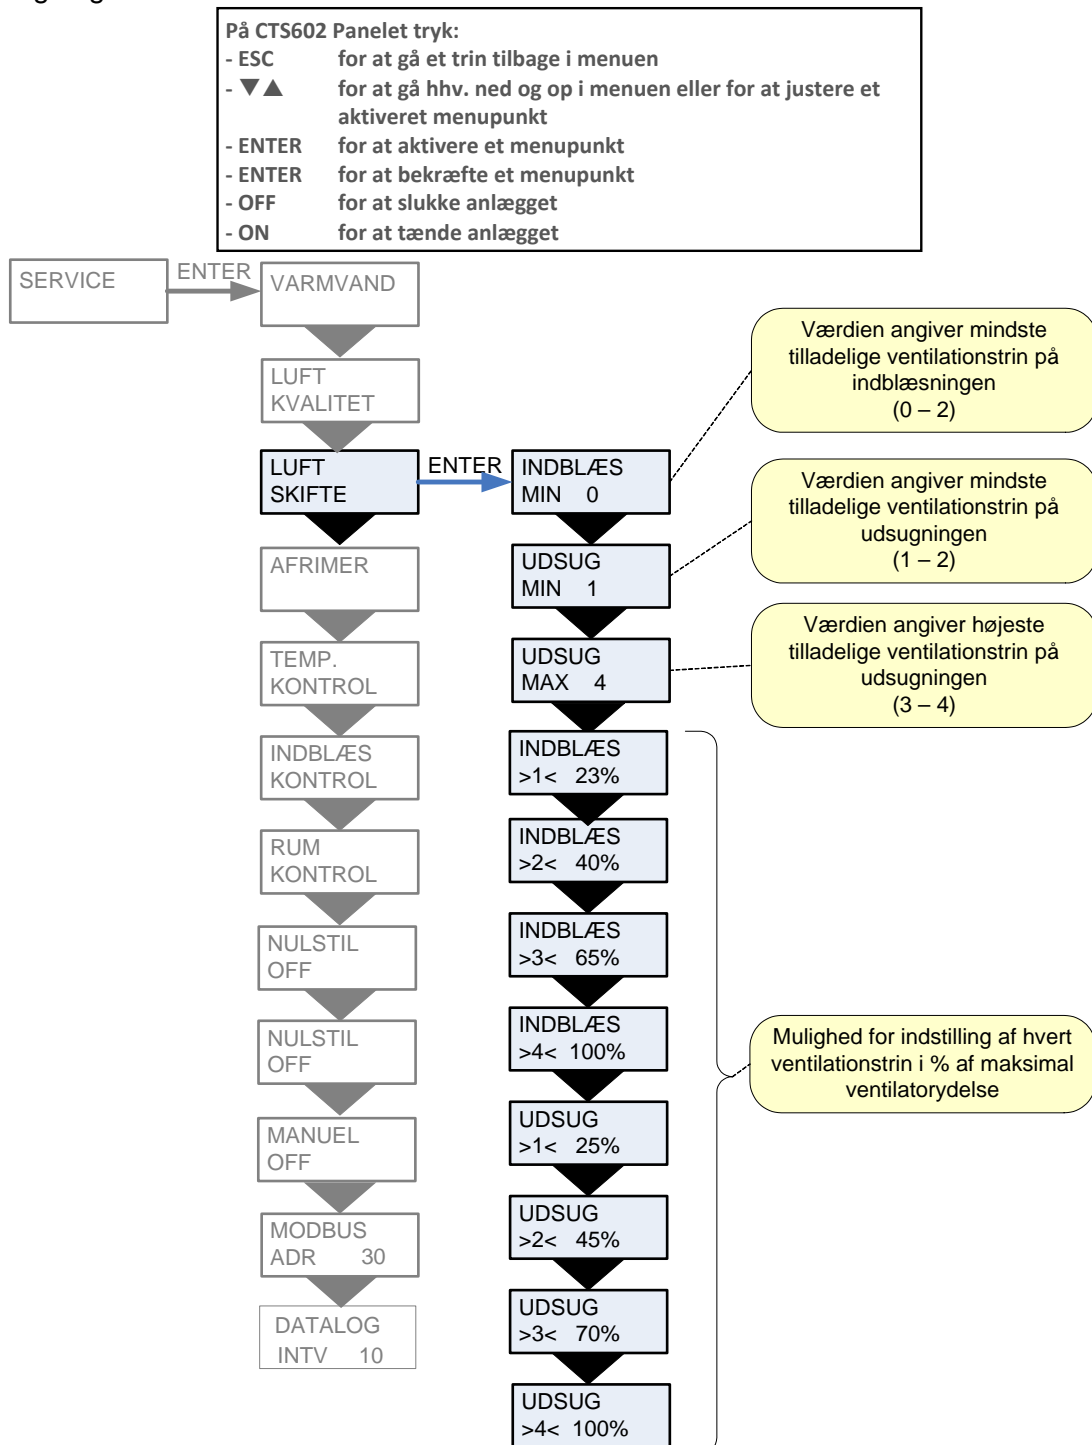 På CTS602 Panelet tryk:
- ESC for at gå et trin tilbage i menuen
- ▼▲ for at gå hhv. ned og op i menuen eller for at justere et
aktiveret menupunkt
- ENTER for at aktivere et menupunkt
- ENTER for at bekræfte et menupunkt
- OFF for at slukke anlægget
- ON for at tænde anlægget
SERVICE
ENTER
VARMVAND
LUFT
KVALITET
LUFT
SKIFTE
ENTER
AFRIMER
TEMP.
KONTROL
INDBLÆS
KONTROL
RUM
KONTROL
NULSTIL
OFF
NULSTIL
OFF
MANUEL
OFF
MODBUS
ADR 30
DATALOG
INTV 10
INDBLÆS
MIN 0
UDSUG
MIN 1
UDSUG
MAX 4
INDBLÆS
>1< 23%
INDBLÆS
>2< 40%
INDBLÆS
>3< 65%
INDBLÆS
>4< 100%
UDSUG
>1< 25%
UDSUG
>2< 45%
UDSUG
>3< 70%
UDSUG
>4< 100%
Værdien angiver mindste
tilladelige ventilationstrin på
indblæsningen
(0 – 2)
Værdien angiver mindste
tilladelige ventilationstrin på
udsugningen
(1 – 2)
Værdien angiver højeste
tilladelige ventilationstrin på
udsugningen
(3 – 4)
Mulighed for indstilling af hvert
ventilationstrin i % af maksimal
ventilatorydelse